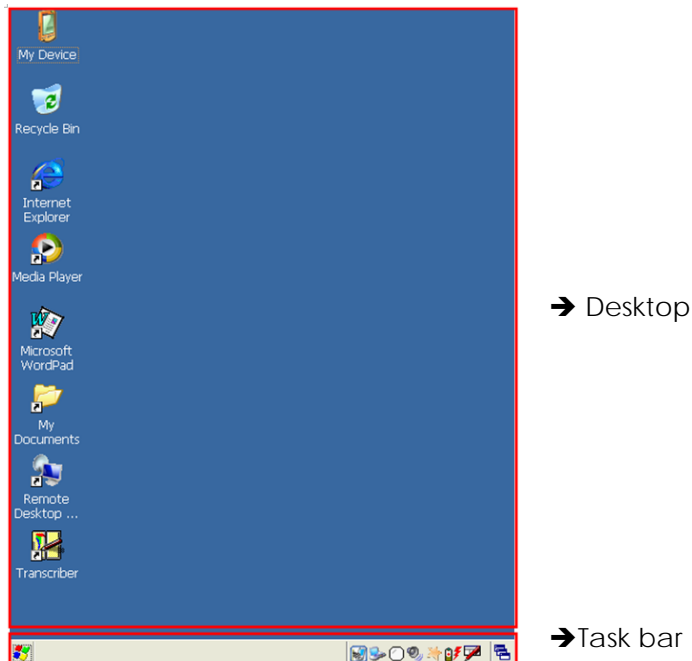 My Device
Recycle Bin
Internet
Explorer
Media Player
Microsoft
WordPad
My
Documents
Remote
Desktop ...
Transcriber
➔ Desktop
➔Task bar